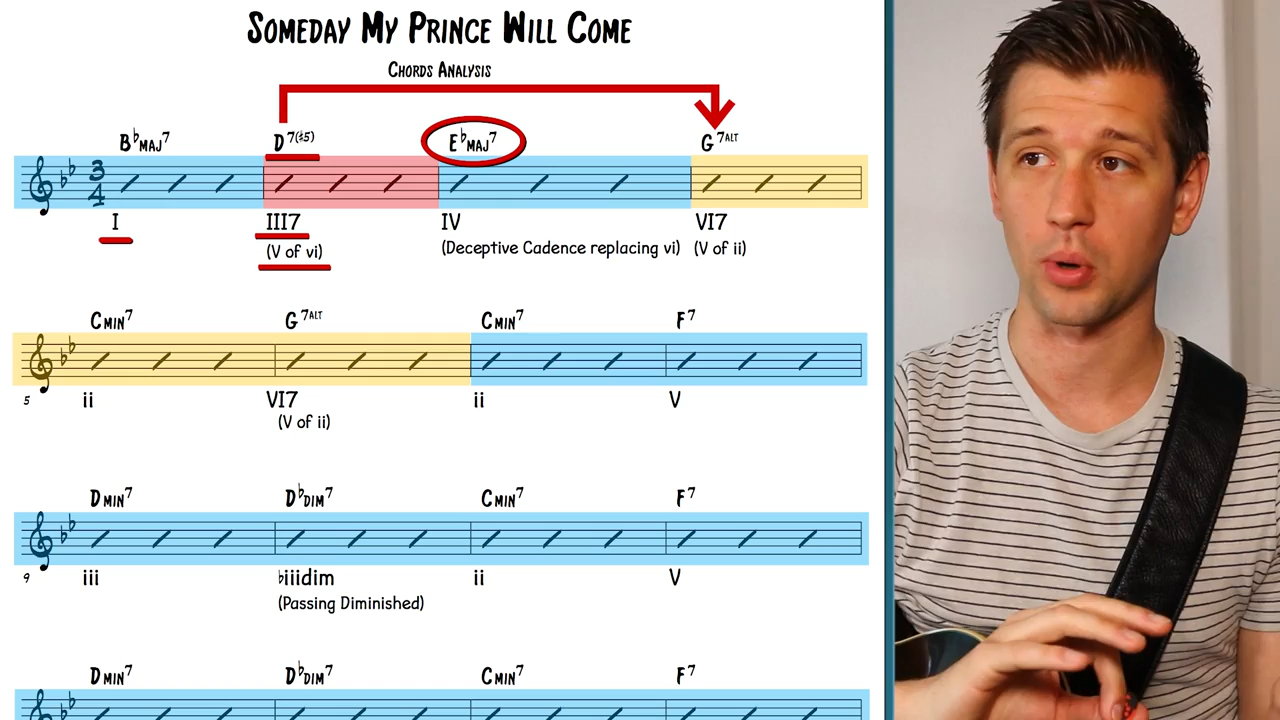 Someday My Prince Will Come
Chords Analysis
B♭maj7 D7(♯5) E♭maj7 G7alt
3/4
I III7 IV VI7
(V of vi) (Deceptive Cadence replacing vi) (V of ii)
Cmin7 G7alt Cmin7 F7
5 ii VI7 ii V
(V of ii)
Dmin7 D♭dim7 Cmin7 F7
9 iii ♭iiidim ii V
(Passing Diminished)
Dmin7 D♭dim7 Cmin7 F7